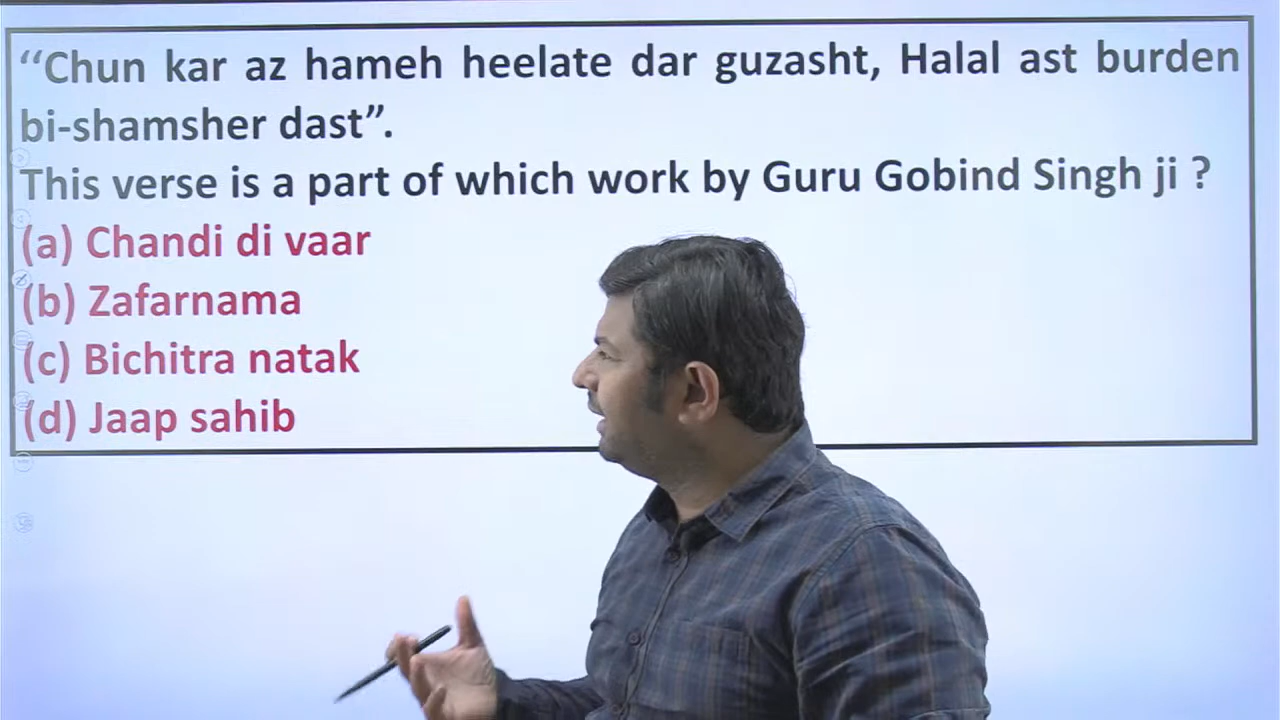 “Chun kar az hameh heelate dar guzasht, Halal ast burden
bi-shamsher dast”.
This verse is a part of which work by Guru Gobind Singh ji ?
(a) Chandi di vaar
(b) Zafarnama
(c) Bichitra natak
(d) Jaap sahib